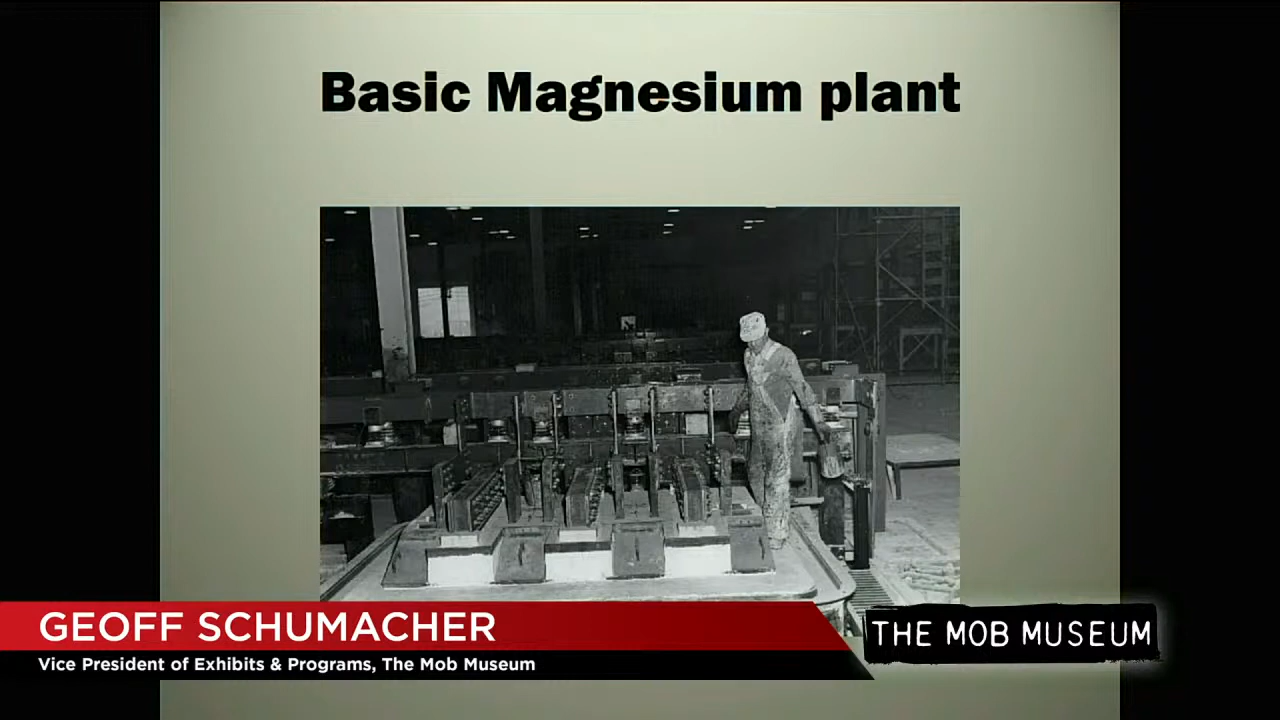 Basic Magnesium plant
GEOFF SCHUMACHER
Vice President of Exhibits & Programs, The Mob Museum
THE MOB MUSEUM